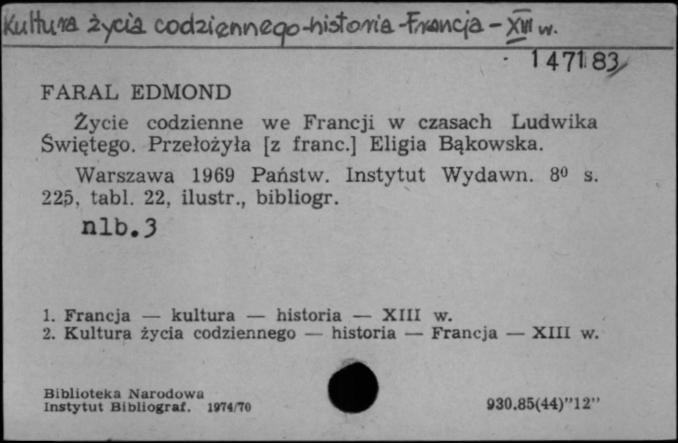 Kultura życia codziennego-historia-Francja-XIII w.
147183
FARAL EDMOND
Życie codzienne we Francji w czasach Ludwika
Świętego. Przełożyła [z franc.] Eligia Bąkowska.
Warszawa 1969 Państw. Instytut Wydawn. 8⁰ s.
225, tabl. 22, ilustr., bibliogr.
nlb.3
1. Francja — kultura — historia — XIII w.
2. Kultura życia codziennego — historia — Francja — XIII w.
Biblioteka Narodowa
Instytut Bibliograf. 1974/70
930.85(44)"12"